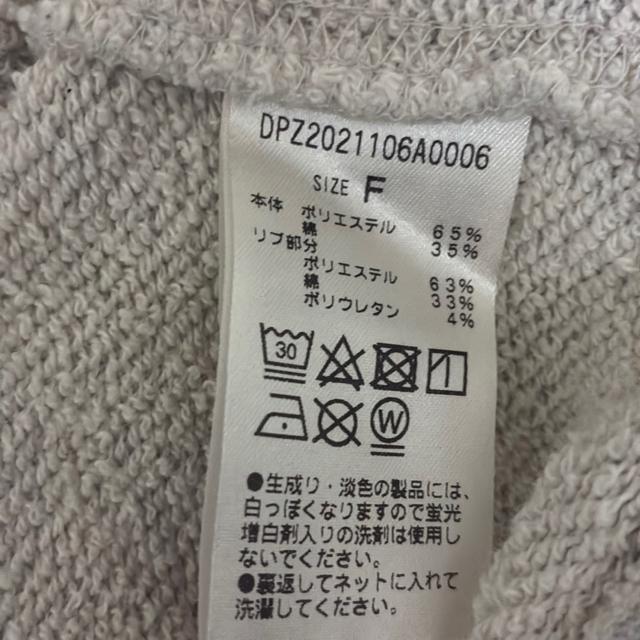 DPZ2021106A0006
SIZE F
本体 ポリエステル 65%
綿 35%
リブ部分
ポリエステル 63%
綿 33%
ポリウレタン 4%
30
W
●生成り・淡色の製品には、
白っぽくなりますので蛍光
増白剤入りの洗剤は使用し
ないでください。
●裏返してネットに入れて
洗濯してください。